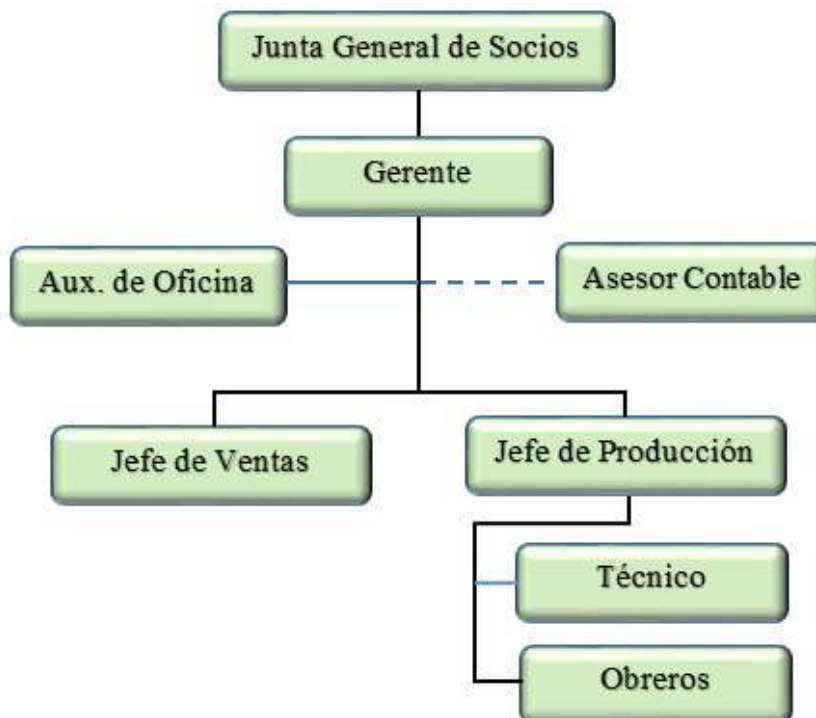 Junta General de Socios
Gerente
Aux. de Oficina
Asesor Contable
Jefe de Ventas
Jefe de Producción
Técnico
Obreros